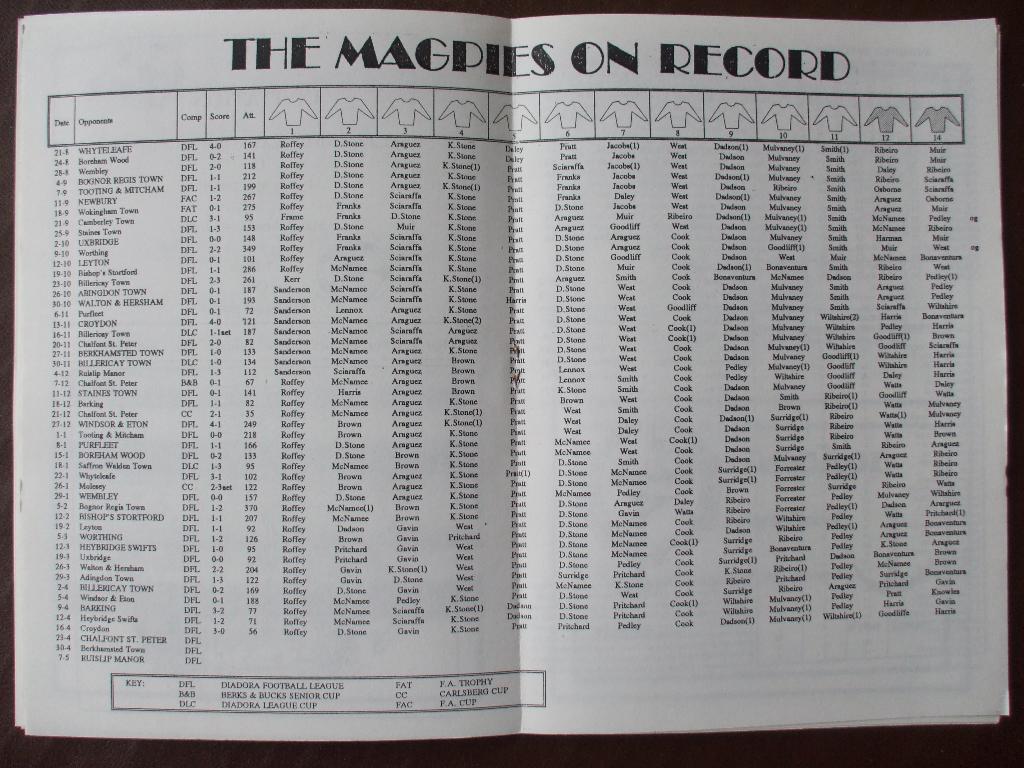 THE MAGPIES ON RECORD
Date Opponents Comp Score Att. 1 2 3 4 5 6 7 8 9 10 11 12 14
21-8 WHYTELEAFE DFL 4-0 167 Roffey D.Stone Araguez K.Stone Daley Pratt Jacobs(1) West Dadson(1) Mulvaney(1) Smith(1) Ribeiro Muir
24-8 Boreham Wood DFL 0-2 141 Roffey D.Stone Araguez K.Stone Daley Pratt Jacobs West Dadson Mulvaney Smith Ribeiro Muir
28-8 Wembley DFL 2-0 118 Roffey D.Stone Araguez K.Stone(1) Pratt Sciaraffa Jacobs(1) West Dadson Mulvaney Smith Daley Ribeiro
4-9 BOGNOR REGIS TOWN DFL 1-1 212 Roffey D.Stone Araguez K.Stone Pratt Franks Jacobs West Dadson(1) Mulvaney Smith Ribeiro Sciaraffa
7-9 TOOTING & MITCHAM DFL 1-1 199 Roffey D.Stone Araguez K.Stone(1) Pratt Franks Jacobs West Dadson Ribeiro Smith Osborne Sciaraffa
11-9 NEWBURY FAC 1-2 267 Roffey D.Stone Araguez K.Stone Pratt Franks Daley West Dadson(1) Mulvaney Smith Araguez Osborne
18-9 Wokingham Town FAT 0-1 275 Roffey Franks Sciaraffa K.Stone Pratt D.Stone Jacobs West Dadson Mulvaney Smith Araguez Muir
21-9 Camberley Town DLC 3-1 95 Frame Franks D.Stone K.Stone Pratt Araguez Muir Ribeiro Dadson(1) Mulvaney(1) Smith McNamee Pedley og
25-9 Staines Town DFL 1-3 153 Roffey D.Stone Muir K.Stone Pratt Araguez Goodliff West Dadson Mulvaney(1) Smith McNamee Ribeiro
2-10 UXBRIDGE DFL 0-0 148 Roffey Franks Sciaraffa K.Stone Pratt D.Stone Araguez Cook Dadson Mulvaney Smith Harman Muir
9-10 Worthing DFL 2-2 349 Roffey Franks Sciaraffa K.Stone Pratt D.Stone Araguez Cook Dadson Goodliff(1) Smith Muir West og
12-10 LEYTON DFL 0-1 101 Roffey Araguez Sciaraffa K.Stone Pratt D.Stone Goodliff Cook Dadson West Muir McNamee Bonaventura
19-10 Bishop's Stortford DFL 1-1 286 Roffey McNamee Sciaraffa K.Stone Pratt D.Stone Muir Cook Dadson(1) Bonaventura Smith Ribeiro West
23-10 Billericay Town DFL 2-3 261 Kerr D.Stone Sciaraffa K.Stone(1) Pratt Araguez Smith Cook Bonaventura McNamee Dadson Ribeiro Pedley(1)
26-10 ABINGDON TOWN DFL 0-1 187 Sanderson McNamee Sciaraffa K.Stone Pratt D.Stone West Cook Dadson Mulvaney Smith Araguez Pedley
30-10 WALTON & HERSHAM DFL 0-1 193 Sanderson McNamee Sciaraffa K.Stone Harris D.Stone West Cook Dadson Mulvaney Smith Araguez Pedley
6-11 Purfleet DFL 0-1 72 Sanderson Lennox Araguez K.Stone Pratt D.Stone West Goodliff Dadson Mulvaney Smith Sciaraffa Wiltshire
13-11 CROYDON DFL 4-0 121 Sanderson McNamee Araguez K.Stone(2) Pratt D.Stone West Cook Dadson Mulvaney Wiltshire(2) Harris Bonaventura
16-11 Billericay Town DLC 1-1aet 187 Sanderson McNamee Sciaraffa Araguez Pratt D.Stone West Cook(1) Dadson Mulvaney Wiltshire Pedley Harris
20-11 Chalfont St. Peter DFL 2-0 82 Sanderson McNamee Sciaraffa Araguez Pratt D.Stone West Cook(1) Dadson Mulvaney Wiltshire Goodliff(1) Brown
27-11 BERKHAMSTED TOWN DFL 1-0 133 Sanderson McNamee Araguez K.Stone Pratt D.Stone West Cook Dadson Mulvaney(1) Wiltshire Goodliff Sciaraffa
30-11 BILLERICAY TOWN DLC 1-0 134 Sanderson McNamee Araguez Brown Pratt D.Stone West Cook Dadson Mulvaney Goodliff(1) Wiltshire Harris
4-12 Ruislip Manor DFL 1-3 112 Sanderson Sciaraffa Araguez Brown Pratt Lennox West Cook Pedley Mulvaney(1) Goodliff Goodliff Harris
7-12 Chalfont St. Peter B&B 0-1 67 Roffey McNamee Araguez Brown Pratt Lennox Smith Cook Pedley Wiltshire Goodliff Daley Harris
11-12 STAINES TOWN DFL 0-1 141 Roffey Harris Araguez Brown Pratt K.Stone West Cook Dadson Mulvaney Goodliff Watts Daley
18-12 Barking DFL 1-1 82 Roffey McNamee Araguez K.Stone Pratt Brown West Cook Dadson Smith Ribeiro(1) Goodliff Watts
21-12 Chalfont St. Peter CC 2-1 35 Roffey McNamee Araguez K.Stone(1) Pratt West Smith Cook Dadson Brown Ribeiro(1) Watts Mulvaney
27-12 WINDSOR & ETON DFL 4-1 249 Roffey Brown Araguez K.Stone(1) Pratt West Daley Cook Dadson(1) Surridge(1) Ribeiro Watts(1) Mulvaney
1-1 Tooting & Mitcham DFL 0-0 218 Roffey Brown Araguez K.Stone Pratt West Daley Cook Dadson Surridge Ribeiro Watts Brown
8-1 PURFLEET DFL 1-1 166 Roffey D.Stone Brown K.Stone Pratt McNamee West Cook(1) Dadson Surridge Ribeiro Watts Araguez
15-1 BOREHAM WOOD DFL 0-2 133 Roffey D.Stone Araguez K.Stone Pratt McNamee West Cook Dadson Surridge Smith Ribeiro Ribeiro
18-1 Saffron Walden Town DLC 1-3 95 Roffey McNamee Brown K.Stone Pratt D.Stone Smith Cook Dadson Mulvaney Surridge(1) Araguez Ribeiro
22-1 Whyteleafe DFL 3-1 102 Roffey Brown Araguez K.Stone Pratt(1) D.Stone McNamee Cook Surridge(1) Forrester Pedley(1) Watts Ribeiro
26-1 Molesey CC 2-3aet 122 Roffey Brown Araguez K.Stone Pratt D.Stone McNamee Cook Surridge(1) Forrester Pedley(1) Watts Ribeiro
29-1 WEMBLEY DFL 0-0 157 Roffey D.Stone Araguez K.Stone Pratt McNamee Pedley Cook Brown Forrester Surridge Ribeiro Wiltshire
5-2 Bognor Regis Town DFL 1-2 370 Roffey McNamee(1) Brown K.Stone Pratt D.Stone Araguez Daley Ribeiro Forrester Pedley Mulvaney Araguez
12-2 BISHOP'S STORTFORD DFL 1-1 207 Roffey McNamee Brown K.Stone Pratt D.Stone Gavin Watts Ribeiro Forrester Pedley(1) Dadson Pritchard(1)
19-2 Leyton DFL 1-1 92 Roffey Dadson Gavin West Pratt D.Stone McNamee Cook Ribeiro Wiltshire Pedley Watts Bonaventura
5-3 WORTHING DFL 1-2 126 Roffey Brown Gavin Pritchard Pratt D.Stone McNamee Cook Surridge Ribeiro Pedley(1) Araguez Bonaventura
12-3 HEYBRIDGE SWIFTS DFL 1-0 95 Roffey Pritchard Gavin West Pratt D.Stone McNamee Cook(1) Surridge Bonaventura Pedley K.Stone Araguez
19-3 Uxbridge DFL 0-0 92 Roffey Pritchard Gavin West Pratt D.Stone McNamee Cook Surridge(1) Pritchard Dadson Bonaventura Brown
26-3 Walton & Hersham DFL 2-2 204 Roffey Gavin K.Stone(1) West Pratt Surridge Pritchard Cook K.Stone Ribeiro(1) Pedley McNamee Brown
29-3 Adingdon Town DFL 1-3 122 Roffey Gavin D.Stone West Pratt McNamee K.Stone Cook Ribeiro Pritchard Pedley Surridge Bonaventura
2-4 BILLERICAY TOWN DFL 0-2 169 Roffey D.Stone Gavin K.Stone Pratt D.Stone West Cook Surridge Ribeiro Araguez Pritchard Gavin
5-4 Windsor & Eton DFL 0-1 188 Roffey McNamee Pedley K.Stone Dadson D.Stone Pritchard Cook(1) Wiltshire Mulvaney(1) Pedley Pratt Knowles
9-4 BARKING DFL 3-2 77 Roffey McNamee Sciaraffa K.Stone(1) Dadson D.Stone Pritchard Cook Wiltshire Mulvaney(1) Pedley Harris Gavin
12-4 Heybridge Swifts DFL 1-2 71 Roffey McNamee Sciaraffa K.Stone Pratt Pritchard Pedley Cook Dadson(1) Mulvaney(1) Wiltshire(1) Goodliffe Harris
16-4 Croydon DFL 3-0 56 Roffey D.Stone Gavin K.Stone
23-4 CHALFONT ST. PETER DFL
30-4 Berkhamsted Town DFL
7-5 RUISLIP MANOR DFL
KEY: DFL DIADORA FOOTBALL LEAGUE FAT F.A. TROPHY
B&B BERKS & BUCKS SENIOR CUP CC CARLSBERG CUP
DLC DIADORA LEAGUE CUP FAC F.A. CUP